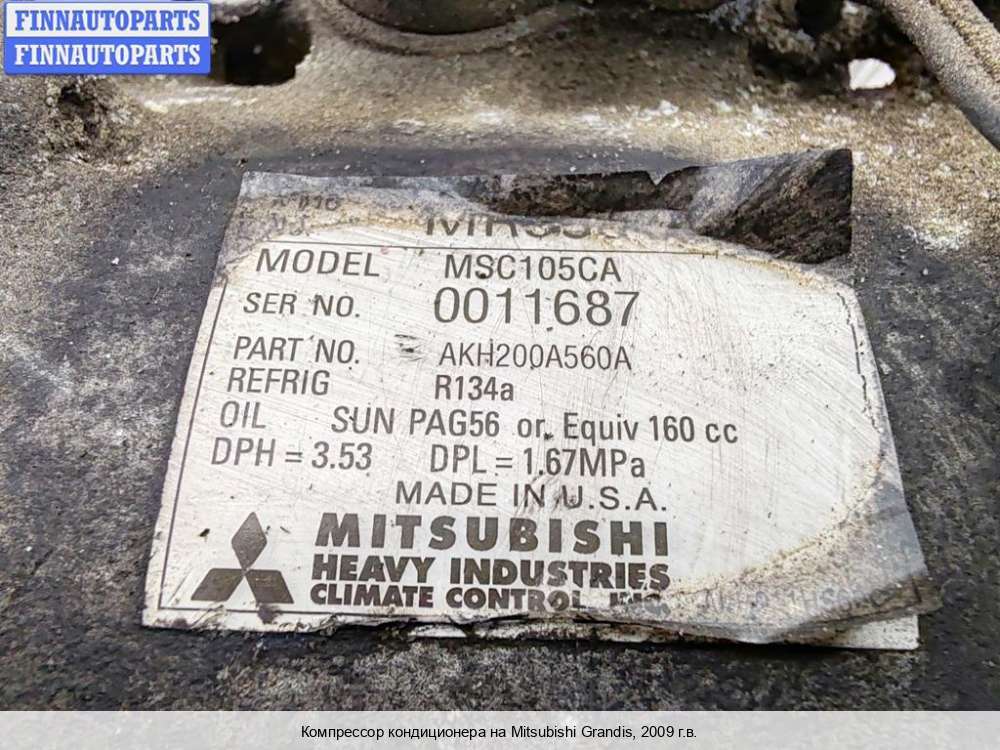 FINNAUTOPARTS
FINNAUTOPARTS
MODEL MSC105CA
SER NO. 0011687
PART NO. AKH200A560A
REFRIG R134a
OIL SUN PAG56 or. Equiv 160 cc
DPH = 3.53 DPL = 1.67MPa
MADE IN U.S.A.
MITSUBISHI
HEAVY INDUSTRIES
CLIMATE CONTROL, INC.
Компрессор кондиционера на Mitsubishi Grandis, 2009 г.в.